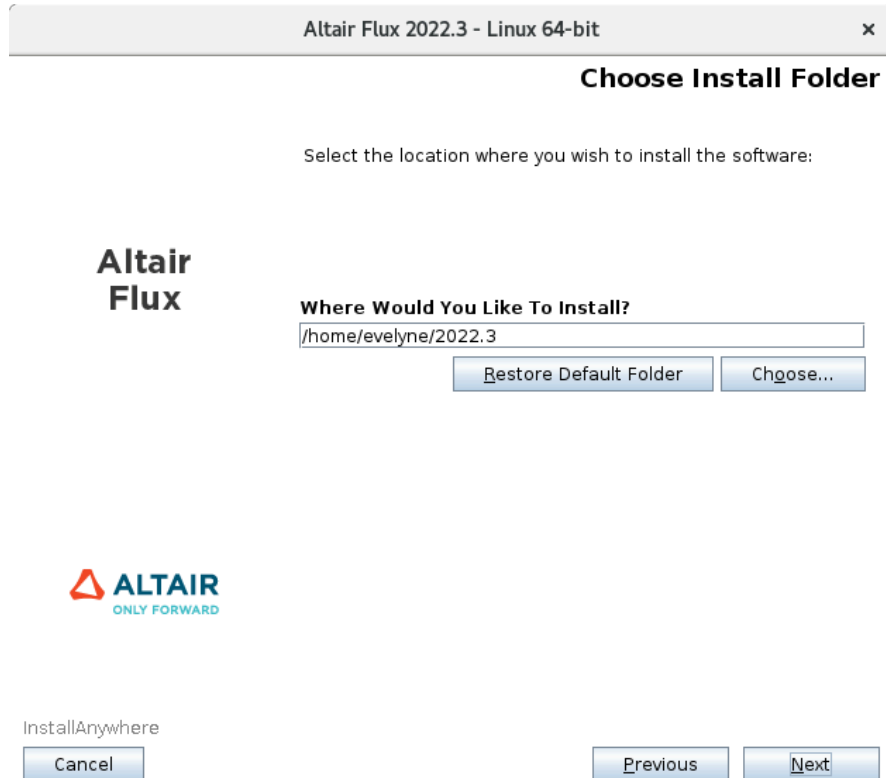 Altair Flux 2022.3 - Linux 64-bit ×
Choose Install Folder
Select the location where you wish to install the software:
Altair
Flux
Where Would You Like To Install?
/home/evelyne/2022.3
Restore Default Folder Choose...
ALTAIR
ONLY FORWARD
InstallAnywhere
Cancel Previous Next